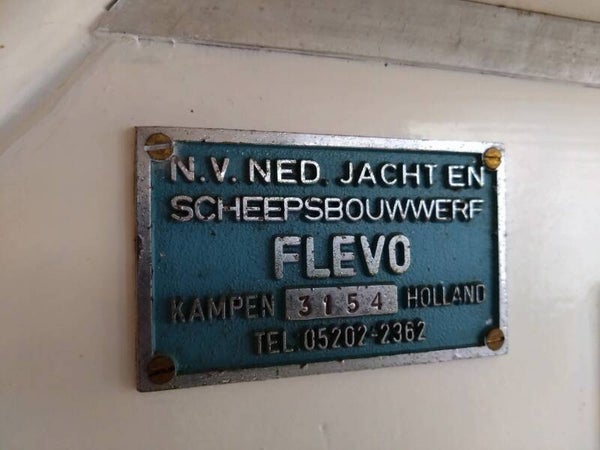 N.V. NED. JACHT EN
SCHEEPSBOUWWERF
FLEVO
KAMPEN 3154 HOLLAND
TEL. 05202-2362